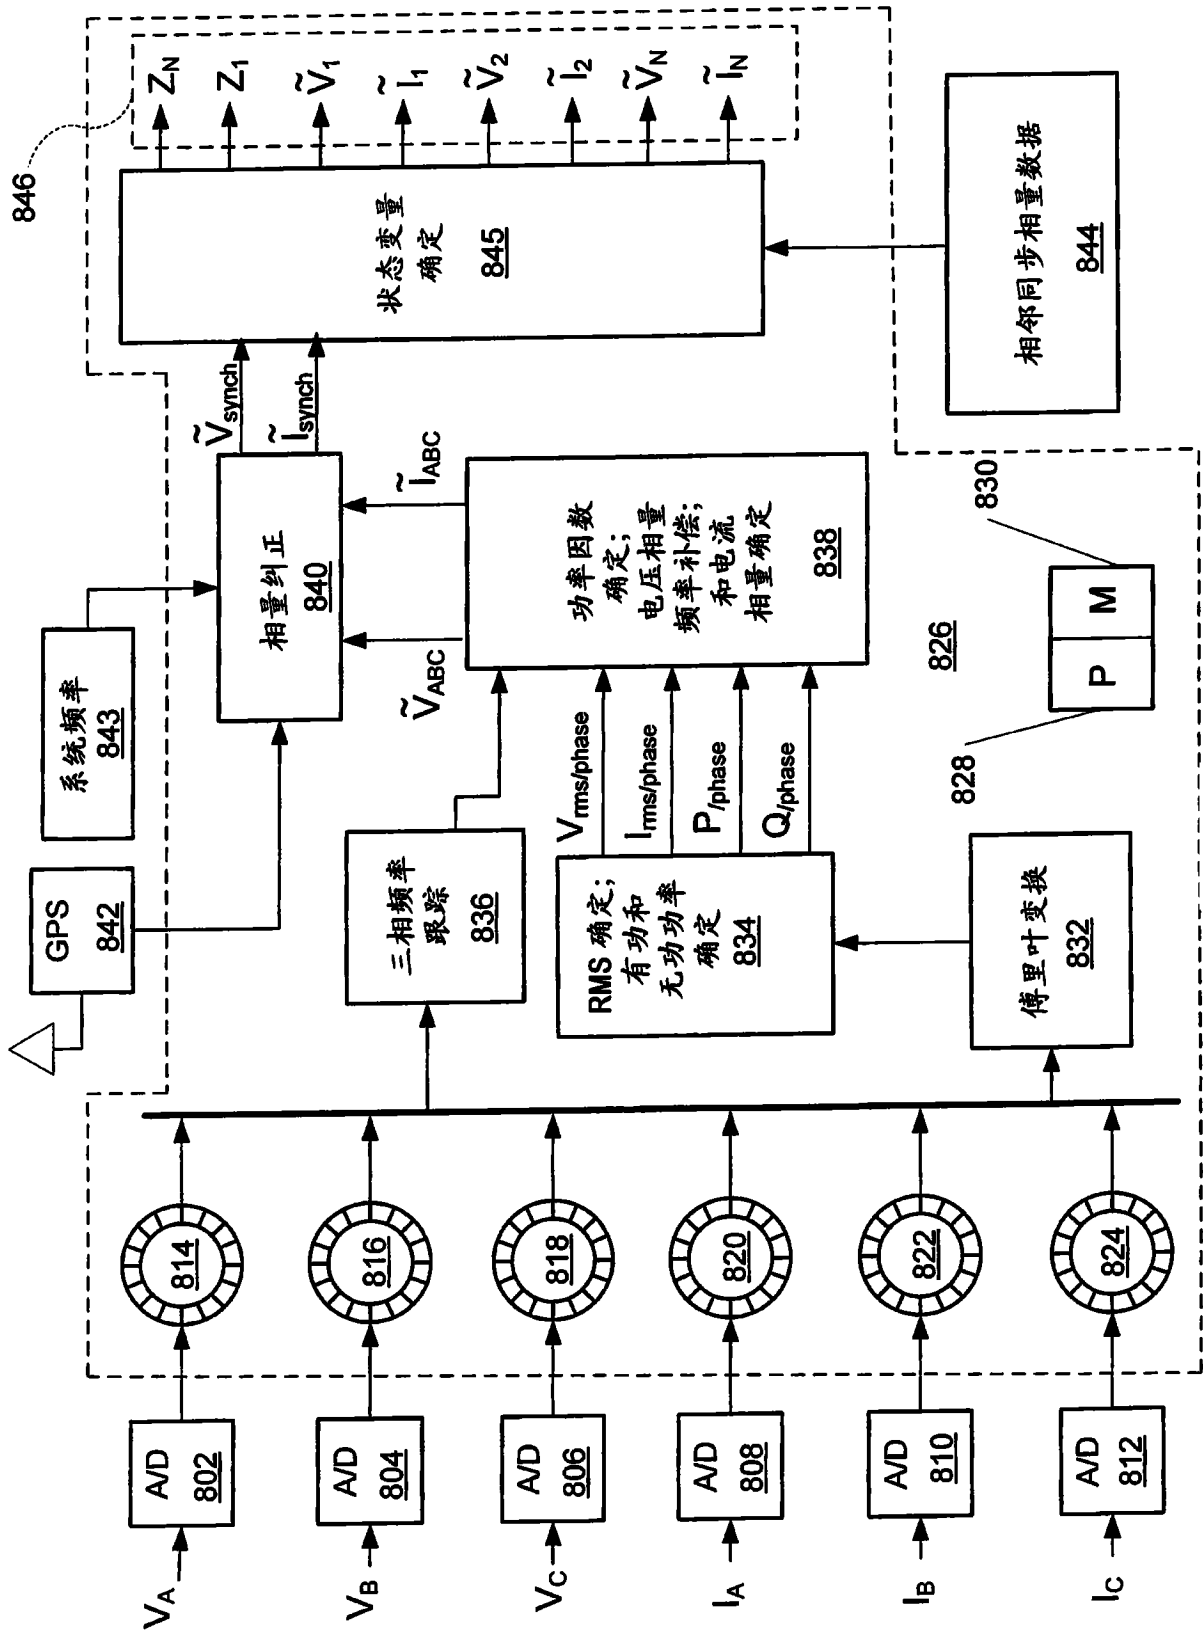 V_A
A/D
802
814
V_B
A/D
804
816
V_C
A/D
806
818
I_A
A/D
808
820
I_B
A/D
810
822
I_C
A/D
812
824
GPS
842
系统频率
843
三相频率
跟踪
836
RMS 确定；
有功和
无功功率
确定
834
傅里叶变换
832
V_rms/phase
I_rms/phase
P_/phase
Q_/phase
功率因数
确定；
电压相量
频率补偿；
和电流
相量确定
838
Ṽ_ABC
Ĩ_ABC
相量纠正
840
Ṽ_synch
Ĩ_synch
状态变量
确定
845
846
Z_N
Z_1
Ṽ_1
Ĩ_1
Ṽ_2
Ĩ_2
Ṽ_N
Ĩ_N
相邻同步相量数据
844
826
828
P
M
830